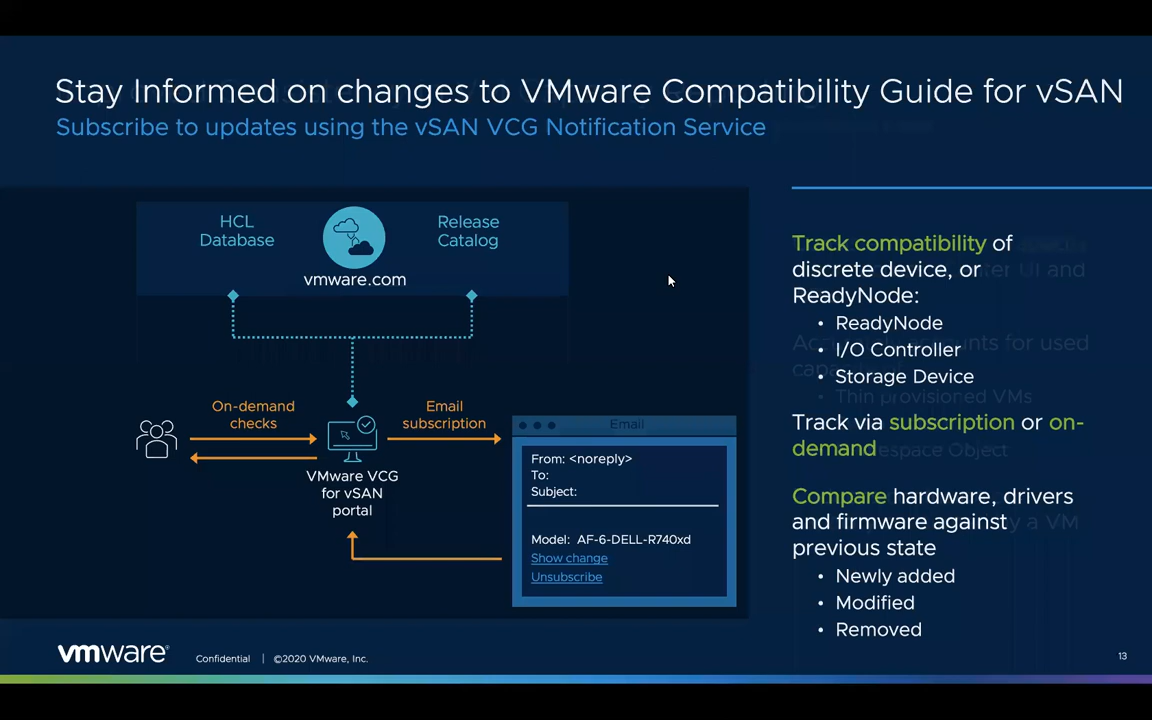 Stay Informed on changes to VMware Compatibility Guide for vSAN
Subscribe to updates using the vSAN VCG Notification Service
HCL
Database
Release
Catalog
vmware.com
On-demand
checks
Email
subscription
VMware VCG
for vSAN
portal
Email
From: <noreply>
To:
Subject:
Model: AF-6-DELL-R740xd
Show change
Unsubscribe
Track compatibility of
discrete device, or
ReadyNode:
• ReadyNode
• I/O Controller
• Storage Device
Track via subscription or on-
demand
Compare hardware, drivers
and firmware against
previous state
• Newly added
• Modified
• Removed
vmware®
Confidential | ©2020 VMware, Inc.
13